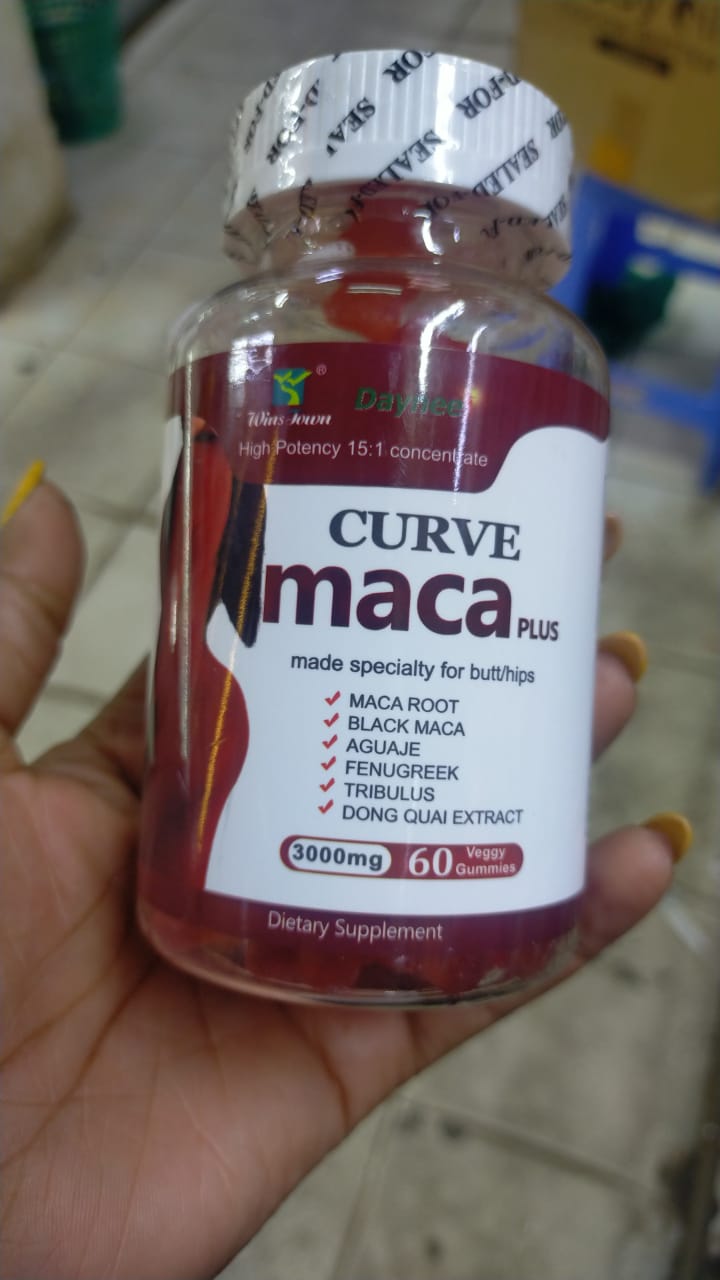 SEALED-FOR
Wins Town ®
High Potency 15:1 concentrate
CURVE
maca PLUS
made specialty for butt/hips
MACA ROOT
BLACK MACA
AGUAJE
FENUGREEK
TRIBULUS
DONG QUAI EXTRACT
3000mg 60 Veggy
Gummies
Dietary Supplement